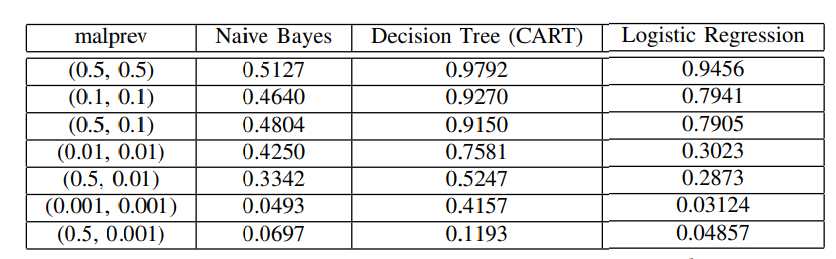 malprev Naive Bayes Decision Tree (CART) Logistic Regression
(0.5, 0.5) 0.5127 0.9792 0.9456
(0.1, 0.1) 0.4640 0.9270 0.7941
(0.5, 0.1) 0.4804 0.9150 0.7905
(0.01, 0.01) 0.4250 0.7581 0.3023
(0.5, 0.01) 0.3342 0.5247 0.2873
(0.001, 0.001) 0.0493 0.4157 0.03124
(0.5, 0.001) 0.0697 0.1193 0.04857